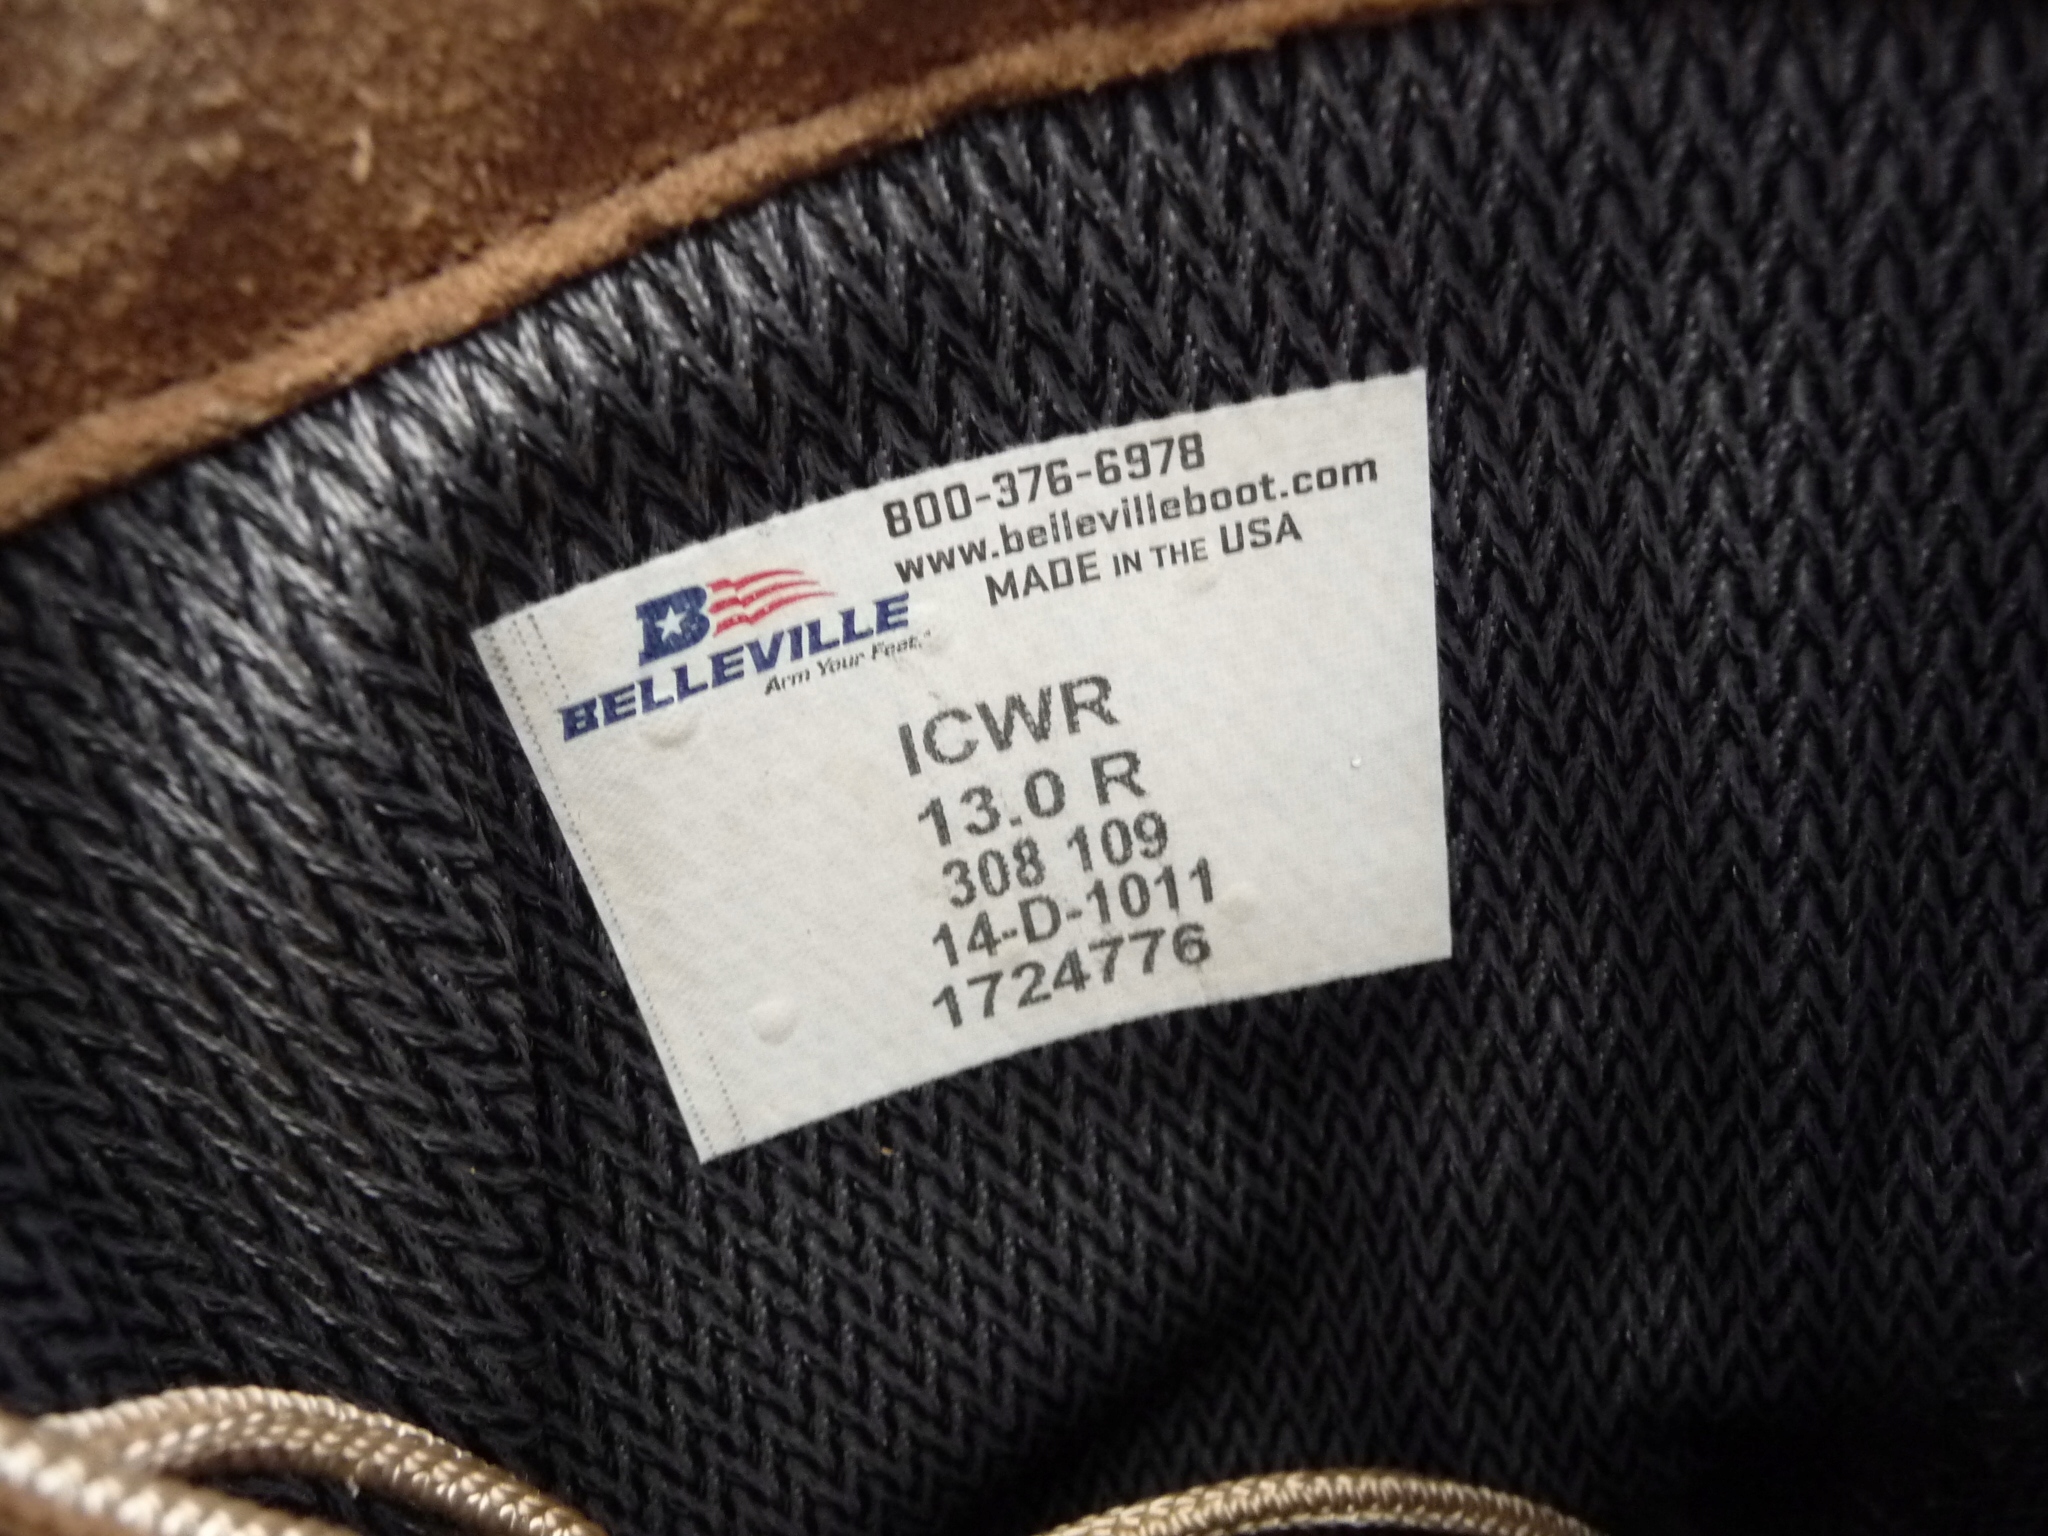 800-376-6978
www.bellevilleboot.com
MADE IN THE USA
B
BELLEVILLE
Arm Your Feet.
ICWR
13.0 R
308 109
14-D-1011
1724776